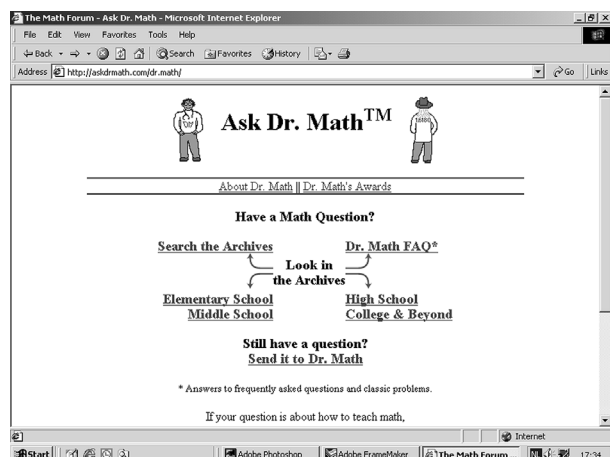 The Math Forum - Ask Dr. Math - Microsoft Internet Explorer
File Edit View Favorites Tools Help
Back Search Favorites History
Address http://askdrmath.com/dr.math/ Go Links
Ask Dr. Math™
About Dr. Math || Dr. Math's Awards
Have a Math Question?
Search the Archives Dr. Math FAQ*
Look in
the Archives
Elementary School High School
Middle School College & Beyond
Still have a question?
Send it to Dr. Math
* Answers to frequently asked questions and classic problems.
If your question is about how to teach math,
Internet
Start Adobe Photoshop Adobe FrameMaker The Math Forum ... 17:34